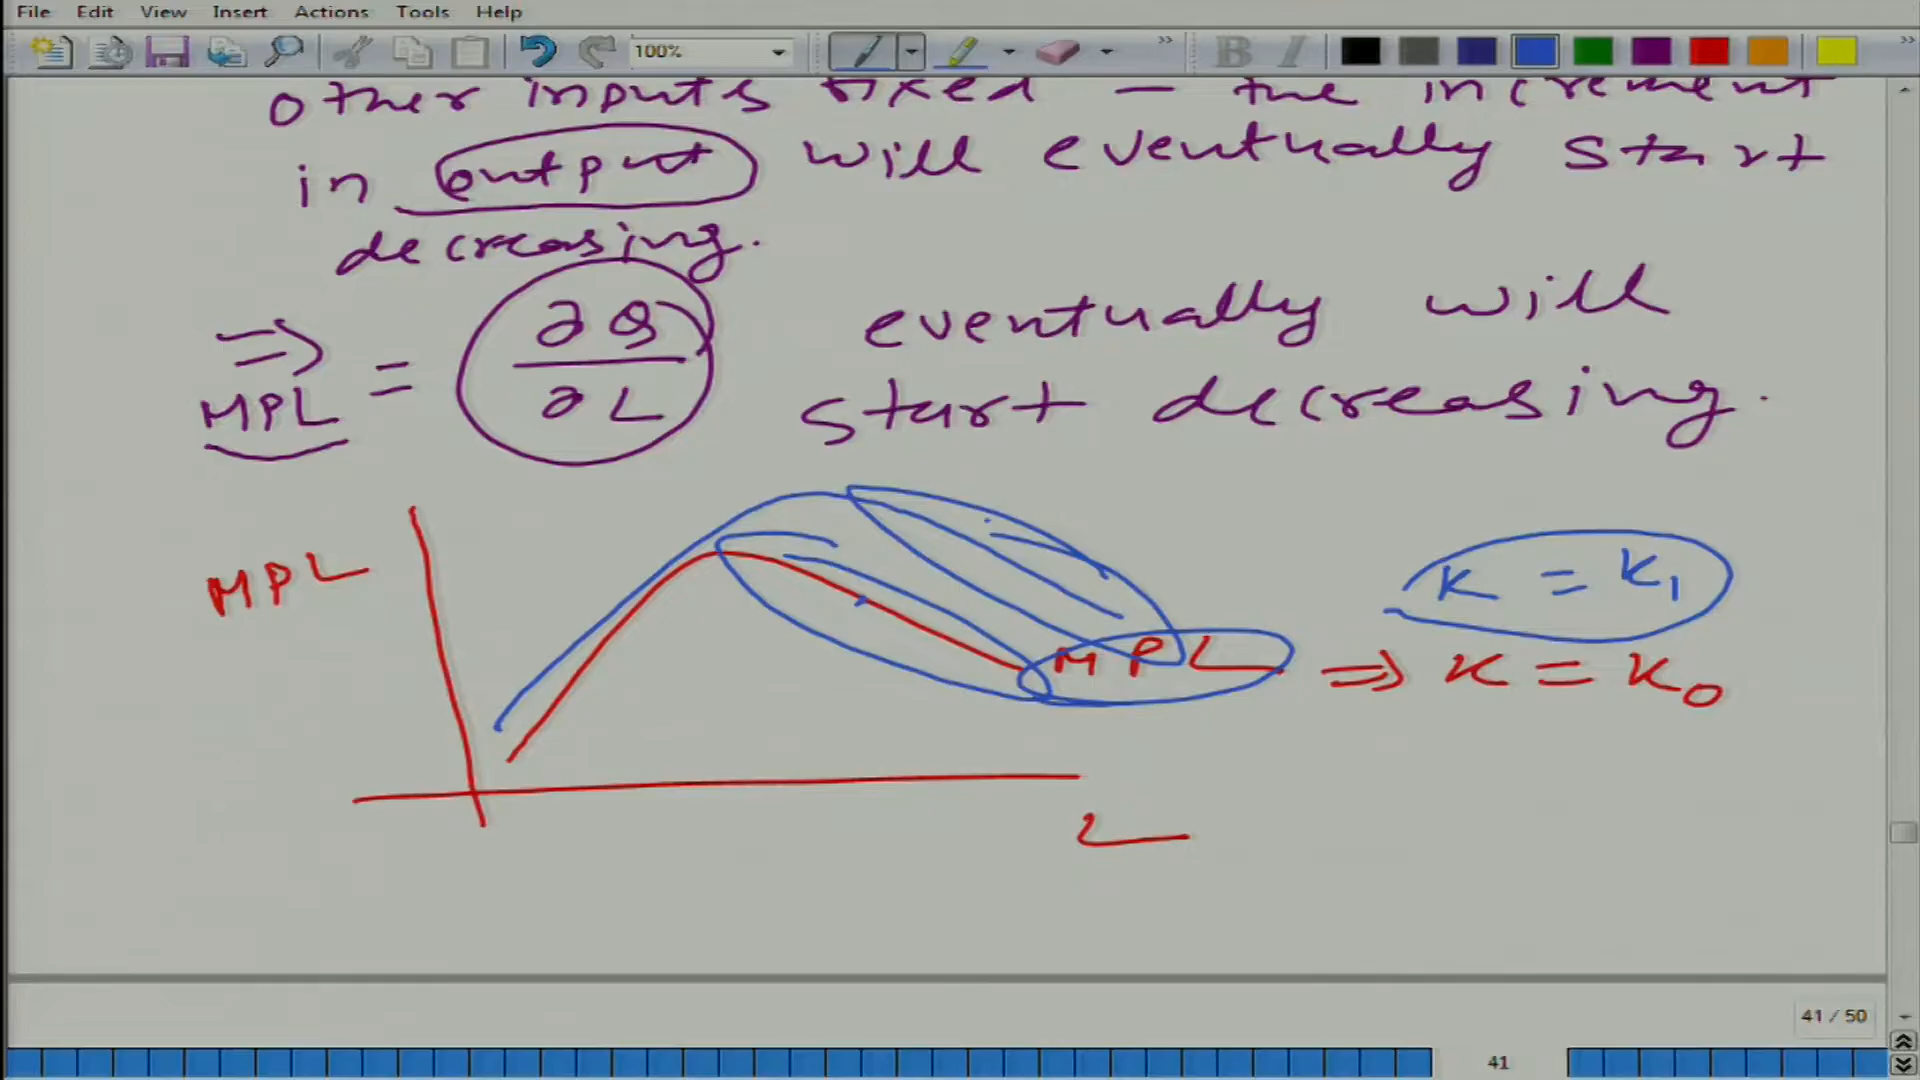 File Edit View Insert Actions Tools Help
100%
B I
other inputs fixed — the increment
in output will eventually start
decreasing.
⇒ MPL = ∂Q/∂L eventually will
start decreasing.
MPL
K = K₁
MPL ⇒ K = K₀
L
41 / 50
41